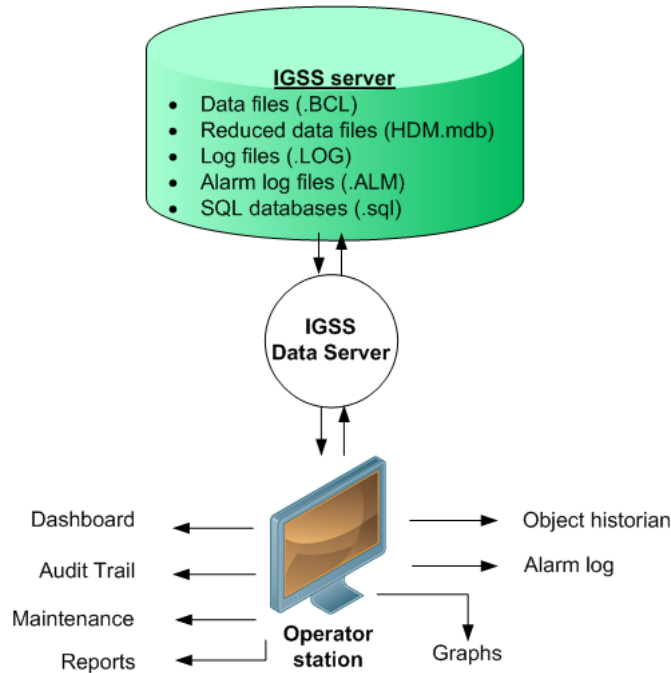 IGSS server
• Data files (.BCL)
• Reduced data files (HDM.mdb)
• Log files (.LOG)
• Alarm log files (.ALM)
• SQL databases (.sql)
IGSS
Data Server
Dashboard
Audit Trail
Maintenance
Reports
Operator
station
Object historian
Alarm log
Graphs